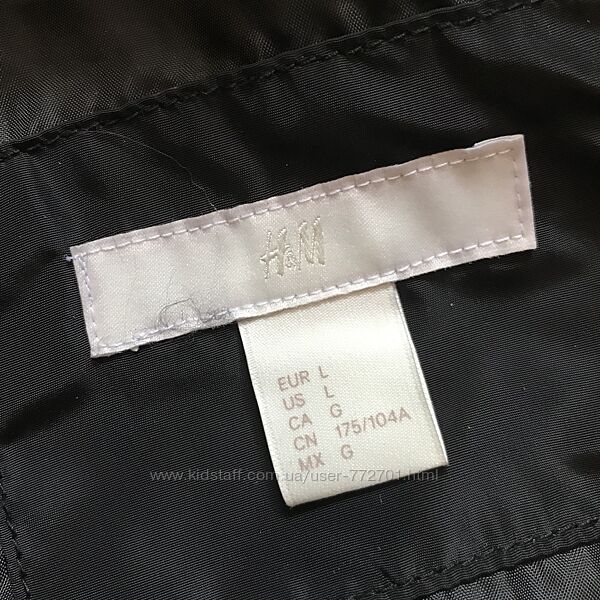 H&M
EUR L
US L
CA G
CN 175/104A
MX G
www.kidstaff.com.ua/user-772701.html